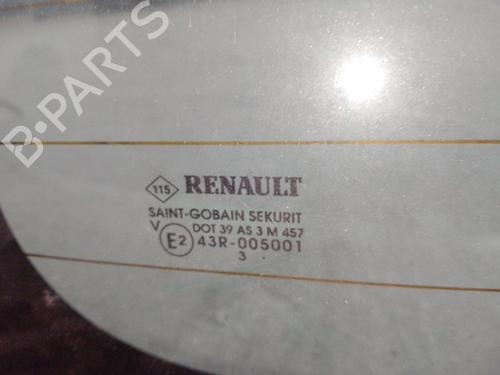 B-PARTS
115 RENAULT
SAINT-GOBAIN SEKURIT
V DOT 39 AS 3 M 457
E2 43R-005001
3